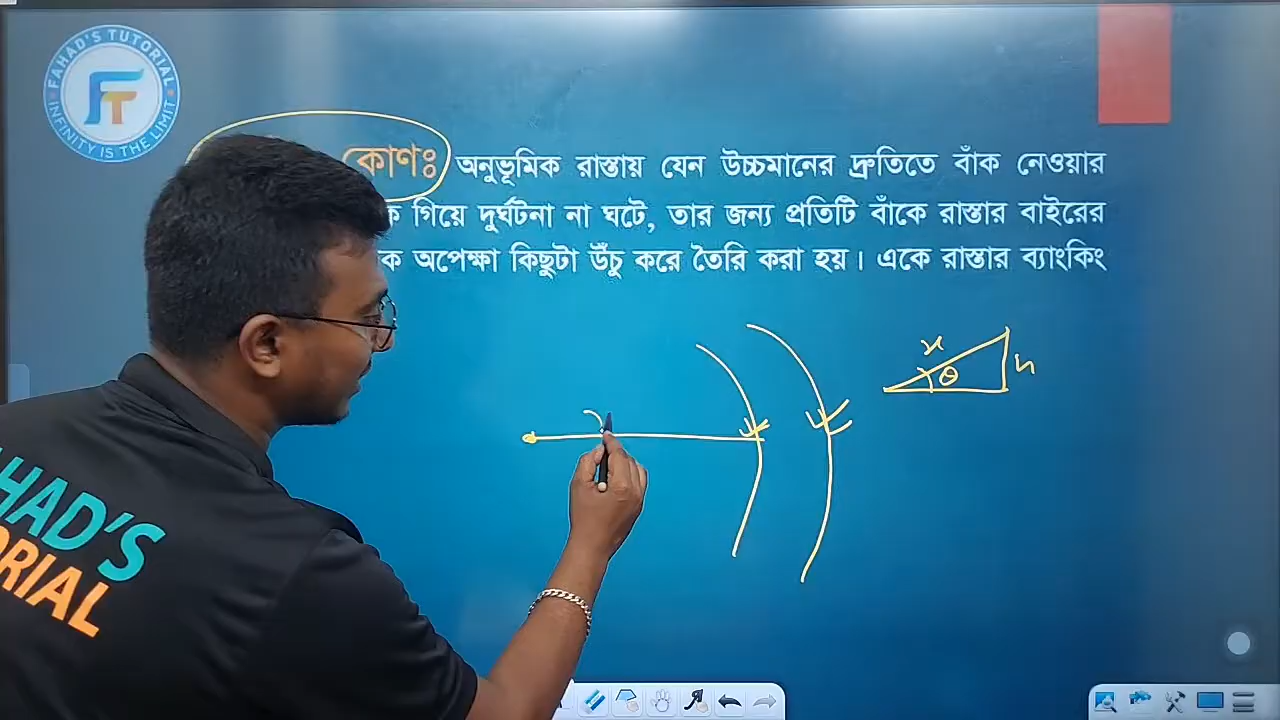 FAHAD'S TUTORIAL
INFINITY IS THE LIMIT
FT
কোণঃ অনুভূমিক রাস্তায় যেন উচ্চমানের দ্রুতিতে বাঁক নেওয়ার
গিয়ে দুর্ঘটনা না ঘটে, তার জন্য প্রতিটি বাঁকে রাস্তার বাইরের
অপেক্ষা কিছুটা উঁচু করে তৈরি করা হয়। একে রাস্তার ব্যাংকিং
x
θ
h
HAD'S
ORIAL